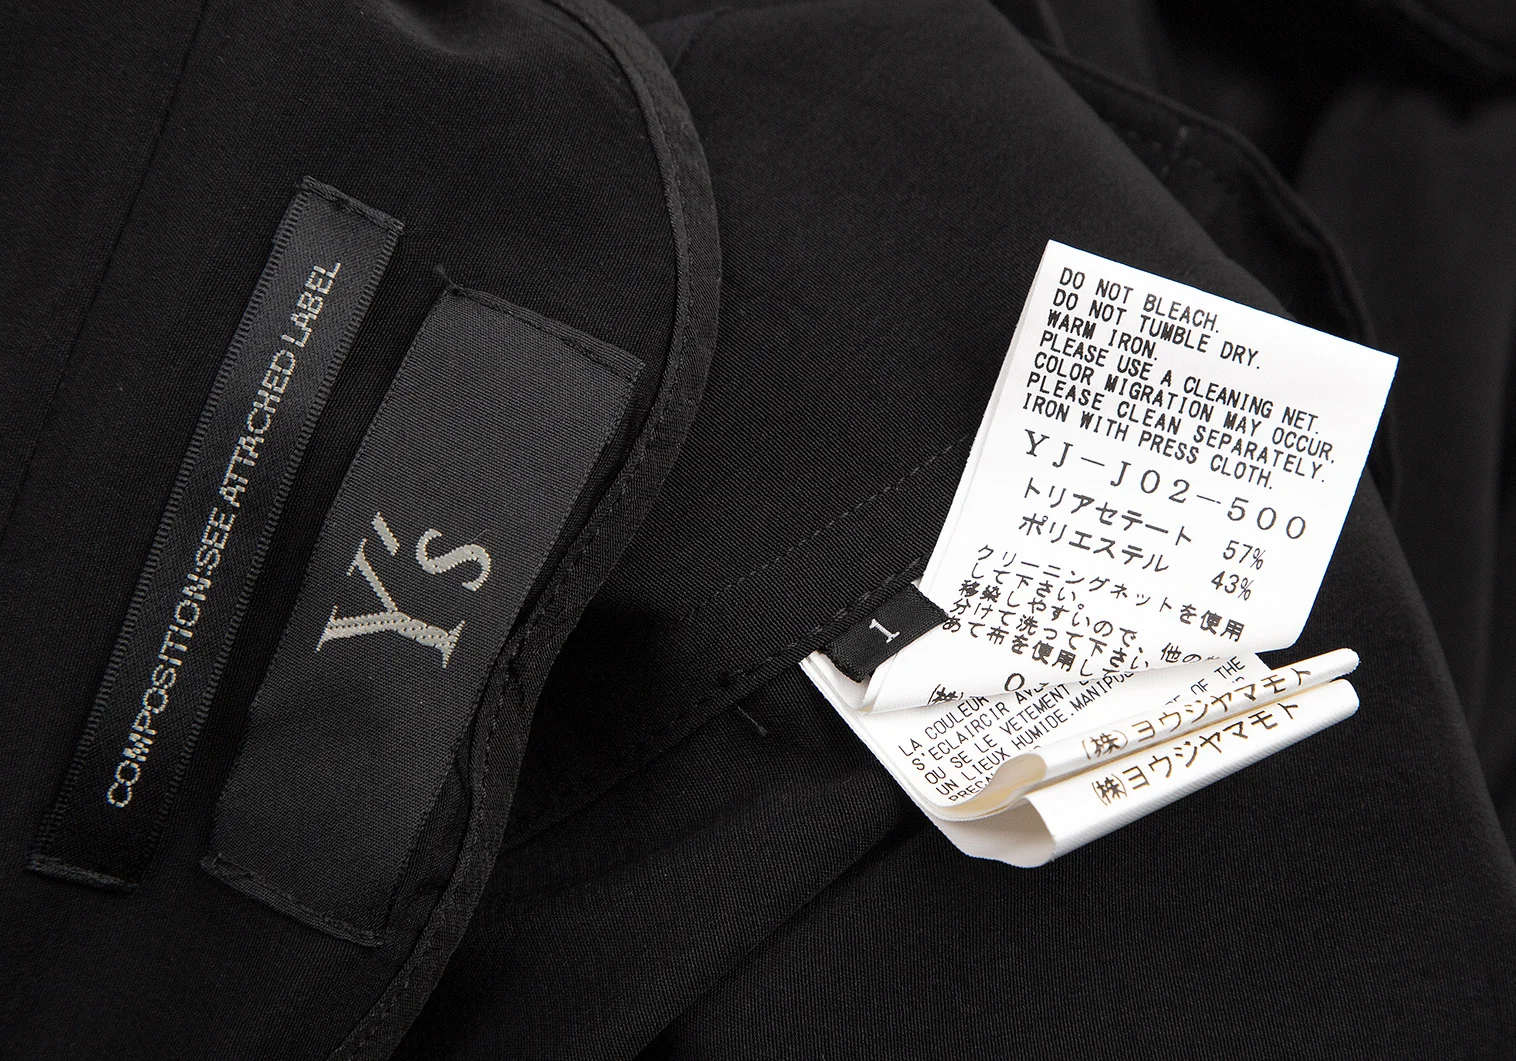 COMPOSITION:SEE ATTACHED LABEL
Y's
DO NOT BLEACH.
DO NOT TUMBLE DRY.
WARM IRON.
PLEASE USE A CLEANING NET.
COLOR MIGRATION MAY OCCUR.
PLEASE CLEAN SEPARATELY.
IRON WITH PRESS CLOTH.
YJ-J02-500
トリアセテート 57%
ポリエステル 43%
クリーニングネットを使用
して下さい。
移染しやすいので、他の
分けて洗って下さい。
あて布を使用して
1
LA COULEUR
S'ECLAIRCIR
OU SE LE VETEMENT
UN LIEUX HUMIDE.
OF THE
(株)ヨウジヤマモト
(株)ヨウジヤマモト